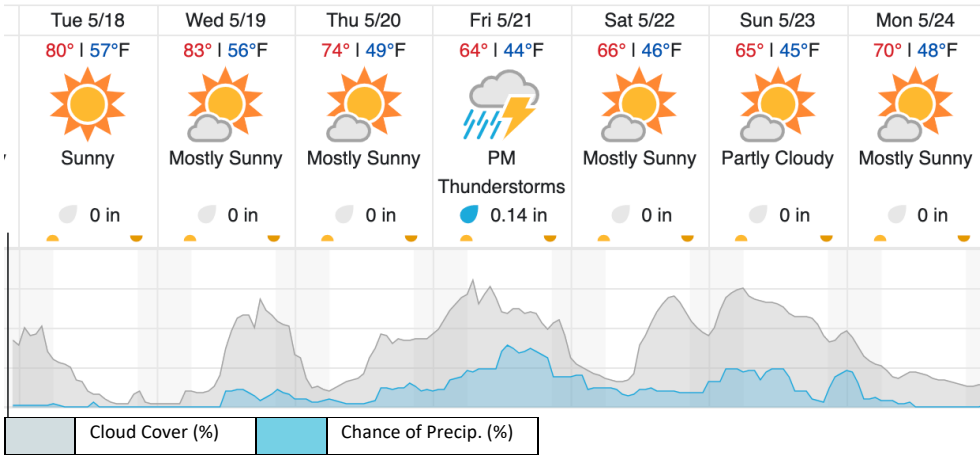 Tue 5/18 Wed 5/19 Thu 5/20 Fri 5/21 Sat 5/22 Sun 5/23 Mon 5/24
80° | 57°F 83° | 56°F 74° | 49°F 64° | 44°F 66° | 46°F 65° | 45°F 70° | 48°F
Sunny Mostly Sunny Mostly Sunny PM Mostly Sunny Partly Cloudy Mostly Sunny
Thunderstorms
0 in 0 in 0 in 0.14 in 0 in 0 in 0 in
Cloud Cover (%) Chance of Precip. (%)